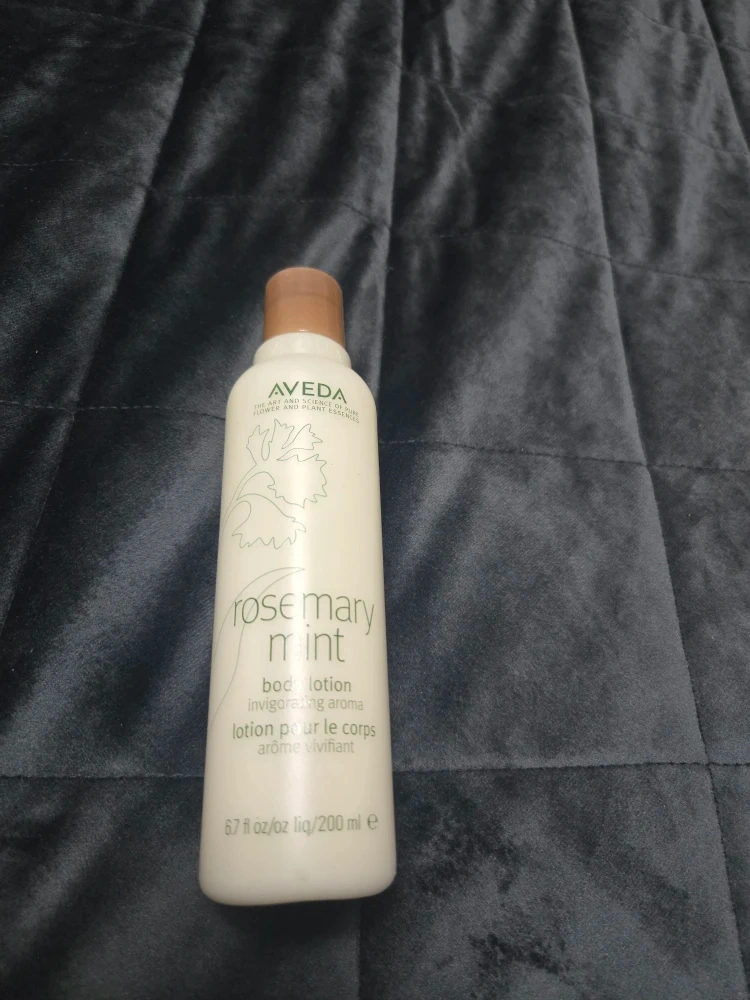 AVEDA
THE ART AND SCIENCE OF PURE
FLOWER AND PLANT ESSENCES
rosemary
mint
body lotion
invigorating aroma
lotion pour le corps
arôme vivifiant
6.7 fl oz/oz liq/200 ml ℮